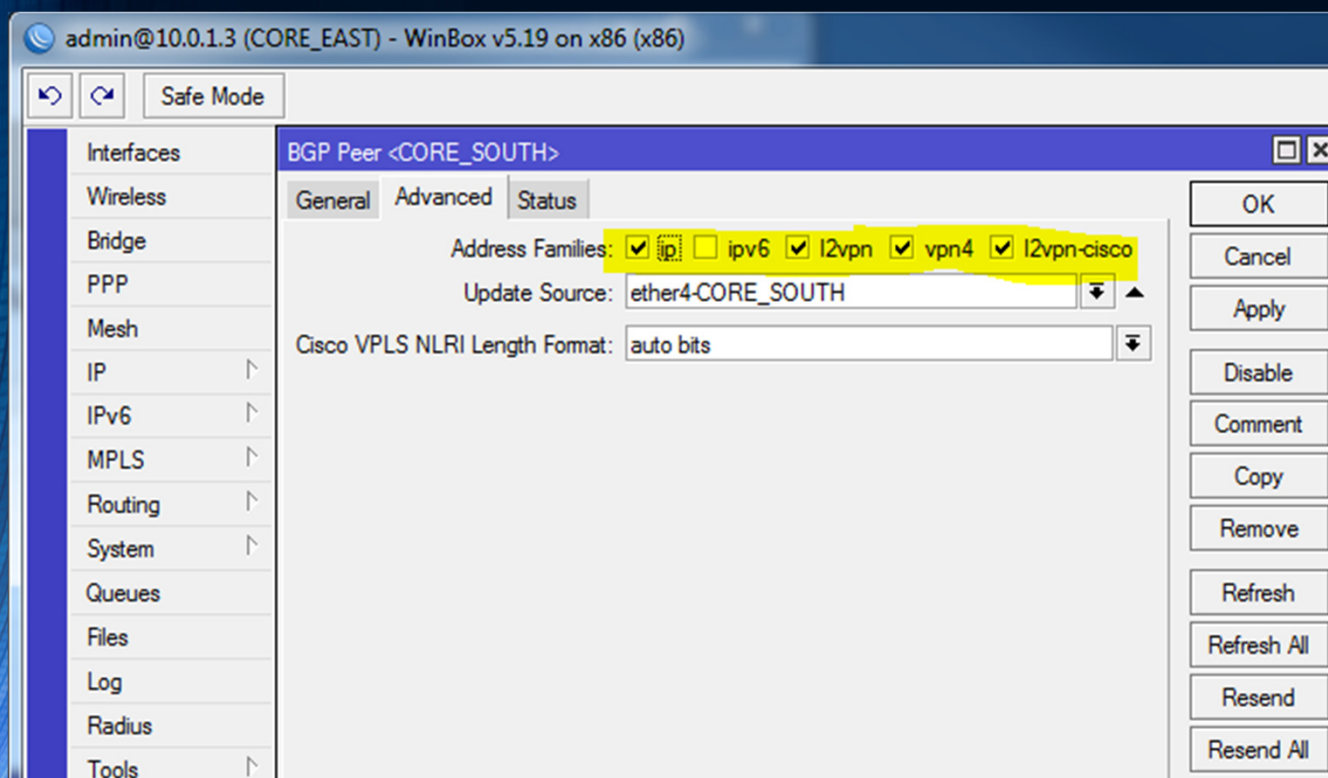 admin@10.0.1.3 (CORE_EAST) - WinBox v5.19 on x86 (x86)
Safe Mode
Interfaces
Wireless
Bridge
PPP
Mesh
IP
IPv6
MPLS
Routing
System
Queues
Files
Log
Radius
Tools
BGP Peer <CORE_SOUTH>
General Advanced Status
Address Families: ip ipv6 l2vpn vpn4 l2vpn-cisco
Update Source: ether4-CORE_SOUTH
Cisco VPLS NLRI Length Format: auto bits
OK
Cancel
Apply
Disable
Comment
Copy
Remove
Refresh
Refresh All
Resend
Resend All